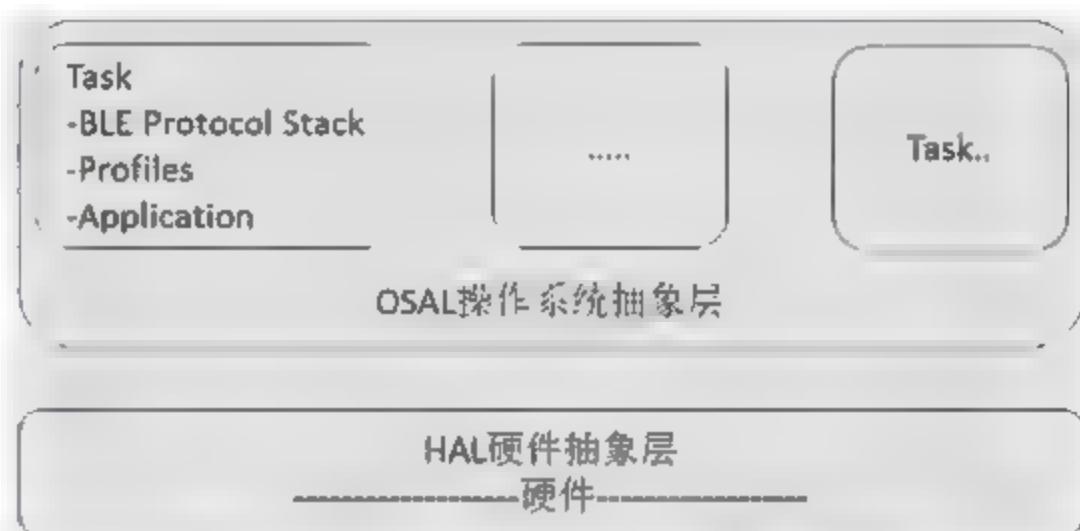 Task
-BLE Protocol Stack
-Profiles
-Application
.....
Task..
OSAL操作系统抽象层
HAL硬件抽象层
------------------硬件-----------------